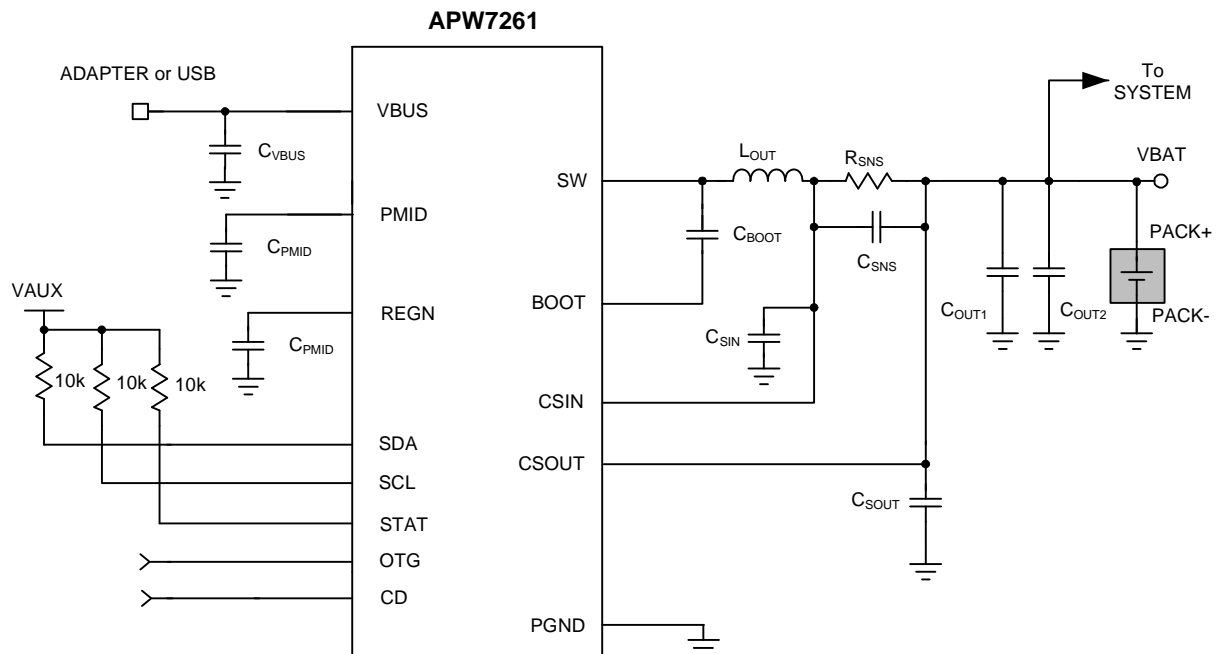 APW7261
ADAPTER or USB
To
SYSTEM
VBUS
CVBUS
LOUT
RSNS
VBAT
SW
PMID
CPMID
CBOOT
CSNS
PACK+
VAUX
REGN
BOOT
COUT1
COUT2
PACK-
CPMID
CSIN
10k
10k
10k
CSIN
SDA
CSOUT
SCL
CSOUT
STAT
OTG
CD
PGND